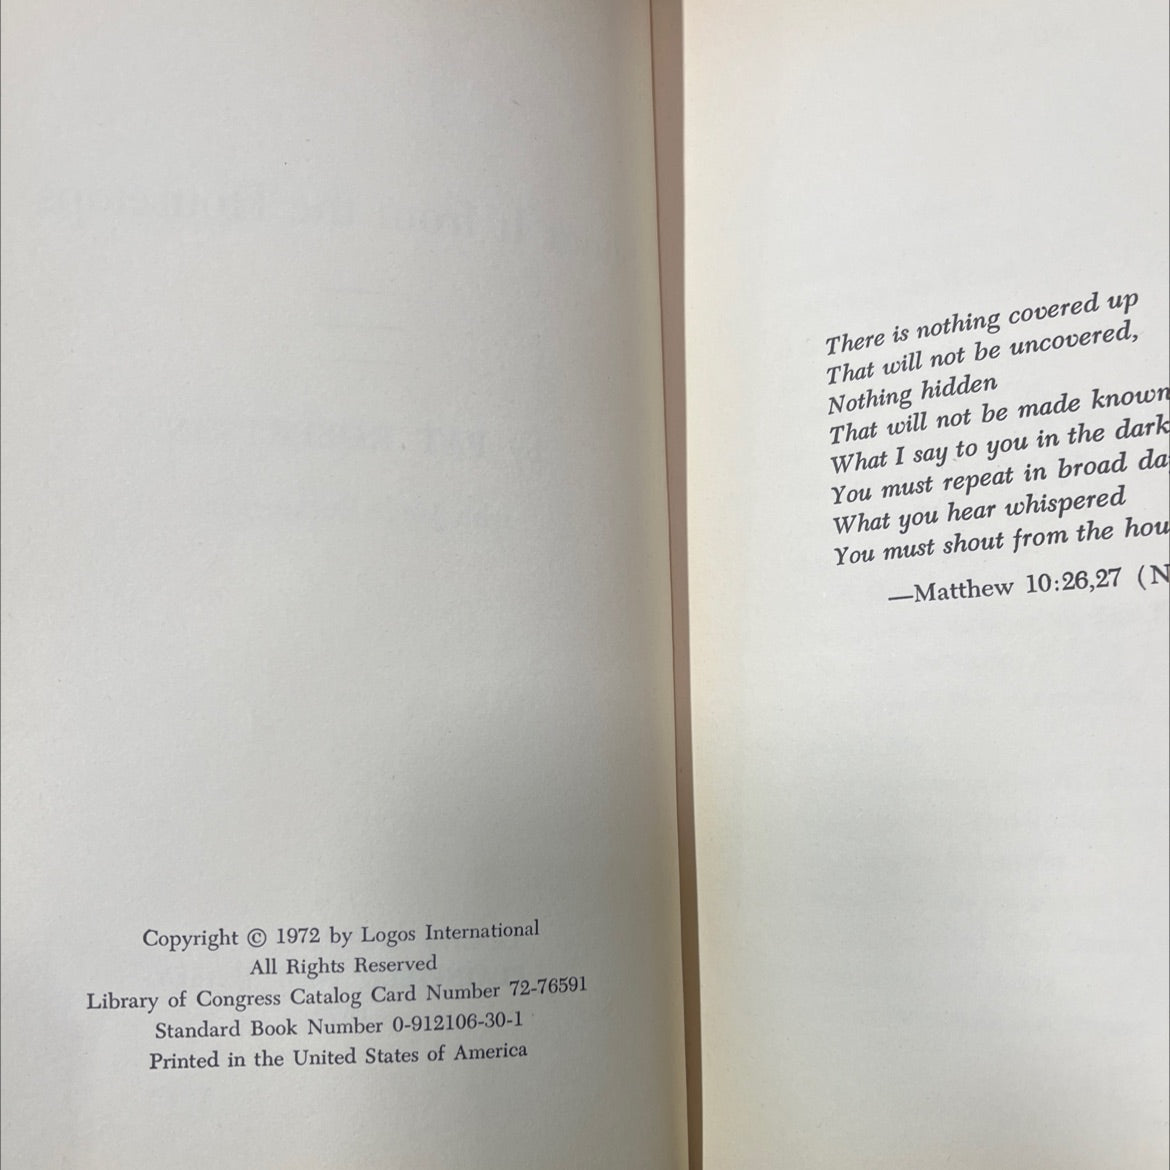 Copyright © 1972 by Logos International
All Rights Reserved
Library of Congress Catalog Card Number 72-76591
Standard Book Number 0-912106-30-1
Printed in the United States of America
There is nothing covered up
That will not be uncovered,
Nothing hidden
That will not be made known
What I say to you in the dark
You must repeat in broad da
What you hear whispered
You must shout from the hou
—Matthew 10:26,27 (N